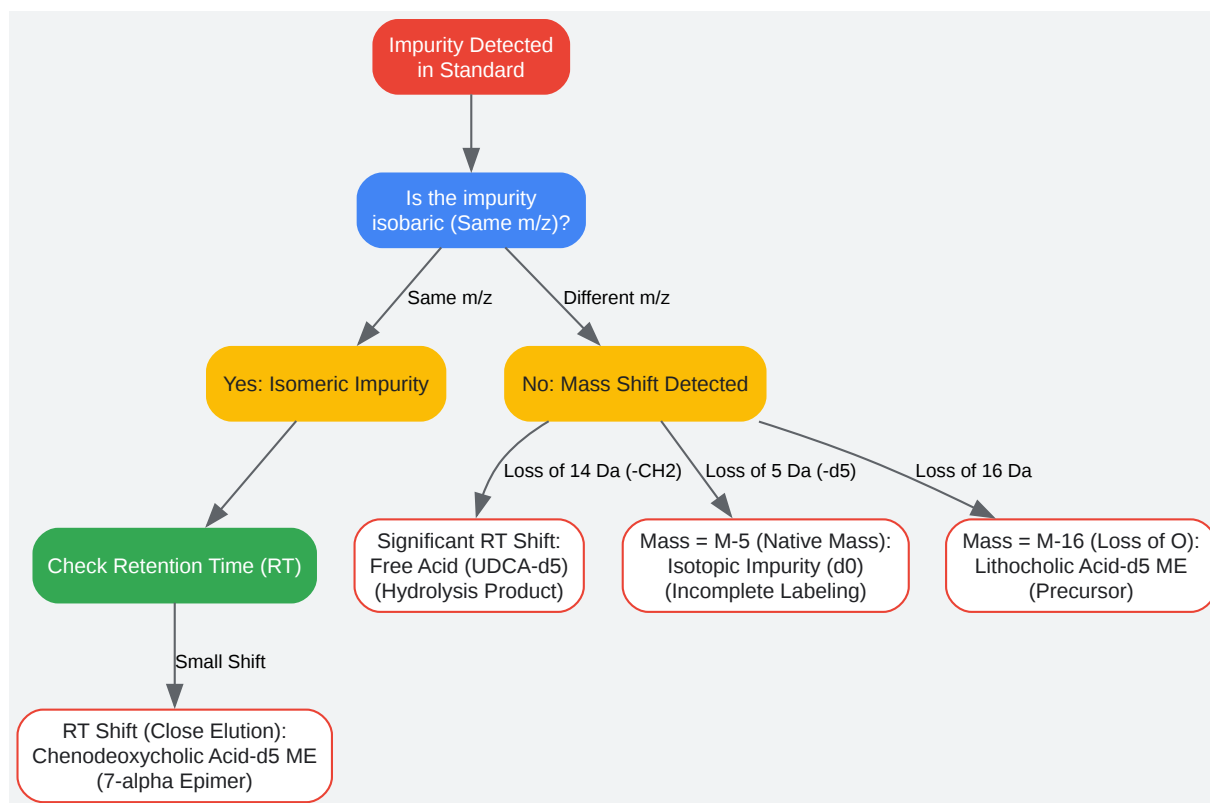 Impurity Detected
in Standard
Is the impurity
isobaric (Same m/z)?
Same m/z
Different m/z
Yes: Isomeric Impurity
No: Mass Shift Detected
Loss of 14 Da (-CH2)
Loss of 5 Da (-d5)
Loss of 16 Da
Check Retention Time (RT)
Significant RT Shift:
Free Acid (UDCA-d5)
(Hydrolysis Product)
Mass = M-5 (Native Mass):
Isotopic Impurity (d0)
(Incomplete Labeling)
Mass = M-16 (Loss of O):
Lithocholic Acid-d5 ME
(Precursor)
Small Shift
RT Shift (Close Elution):
Chenodeoxycholic Acid-d5 ME
(7-alpha Epimer)